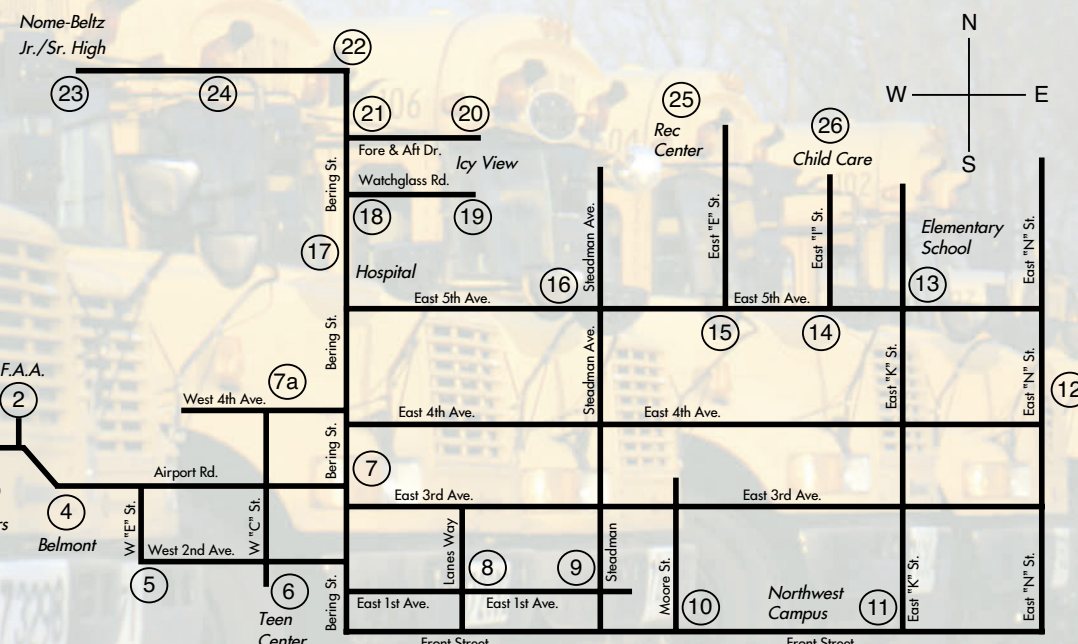 Nome-Beltz
Jr./Sr. High
22
N
23
24
25
W
E
21
20
26
Rec
Center
Fore & Aft Dr.
Icy View
Child Care
S
Bering St.
Watchglass Rd.
18
19
Steadman Ave.
East "E" St.
East "I" St.
Elementary
School
East "N" St.
17
Hospital
16
13
East 5th Ave.
East 5th Ave.
15
14
Bering St.
Steadman Ave.
East "K" St.
East "N" St.
F.A.A.
2
7a
12
West 4th Ave.
East 4th Ave.
East 4th Ave.
Bering St.
7
Airport Rd.
East 3rd Ave.
East 3rd Ave.
4
Belmont
W "E" St.
W "C" St.
West 2nd Ave.
Lanes Way
Steadman
Moore St.
East "K" St.
East "N" St.
5
6
8
9
Bering St.
East 1st Ave.
East 1st Ave.
10
Northwest
Campus
11
Teen
Center
Front Street
Front Street